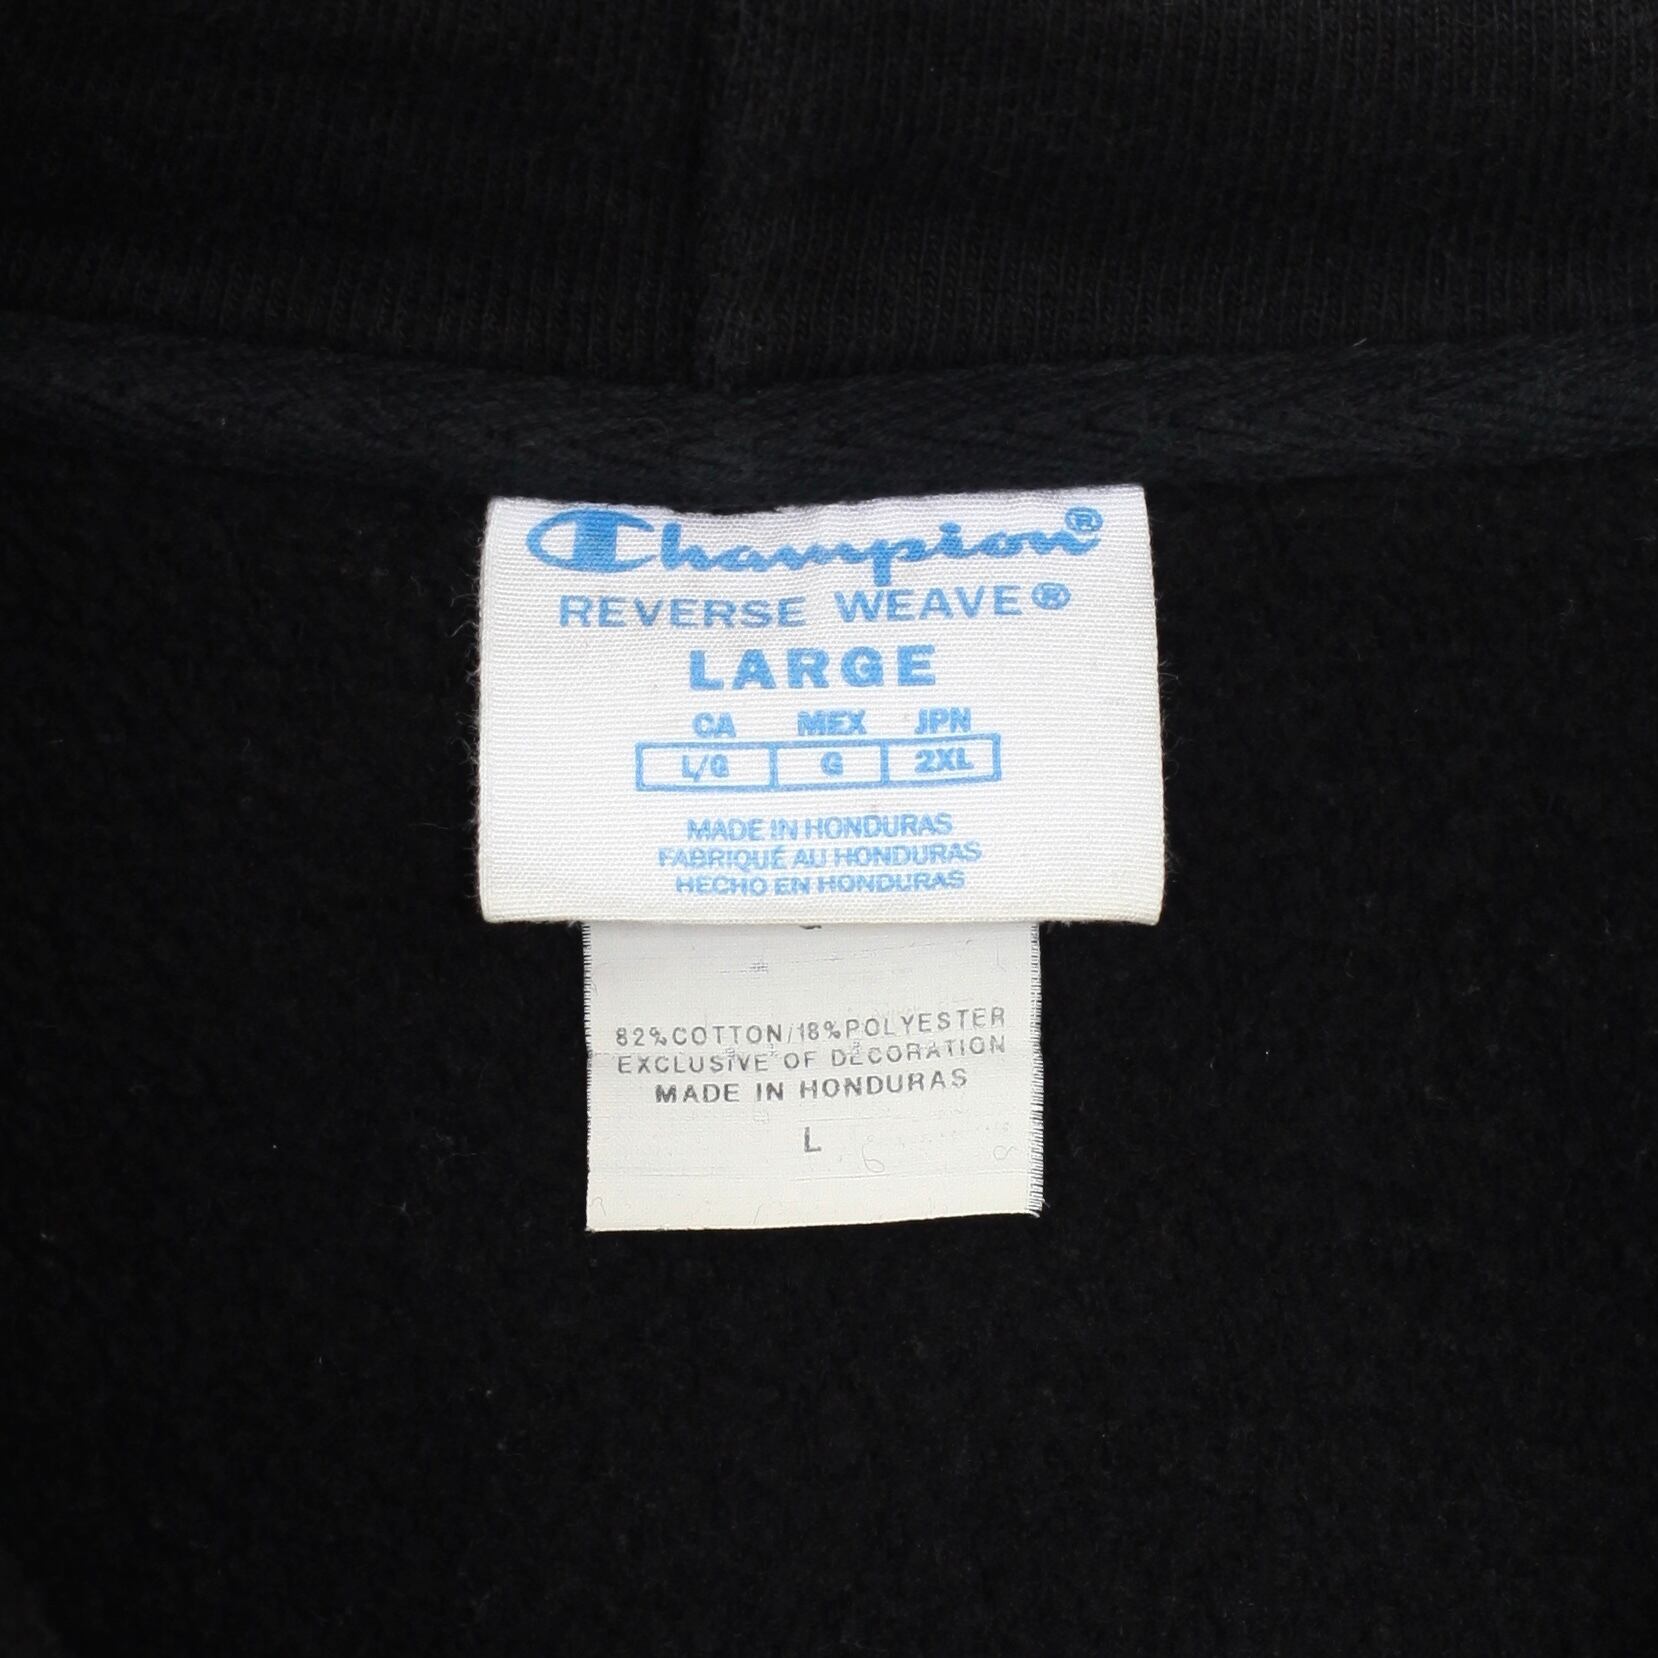 Champion®
REVERSE WEAVE®
LARGE
CA MEX JPN
L/G G 2XL
MADE IN HONDURAS
FABRIQUÉ AU HONDURAS
HECHO EN HONDURAS
82%COTTON/18%POLYESTER
EXCLUSIVE OF DECORATION
MADE IN HONDURAS
L